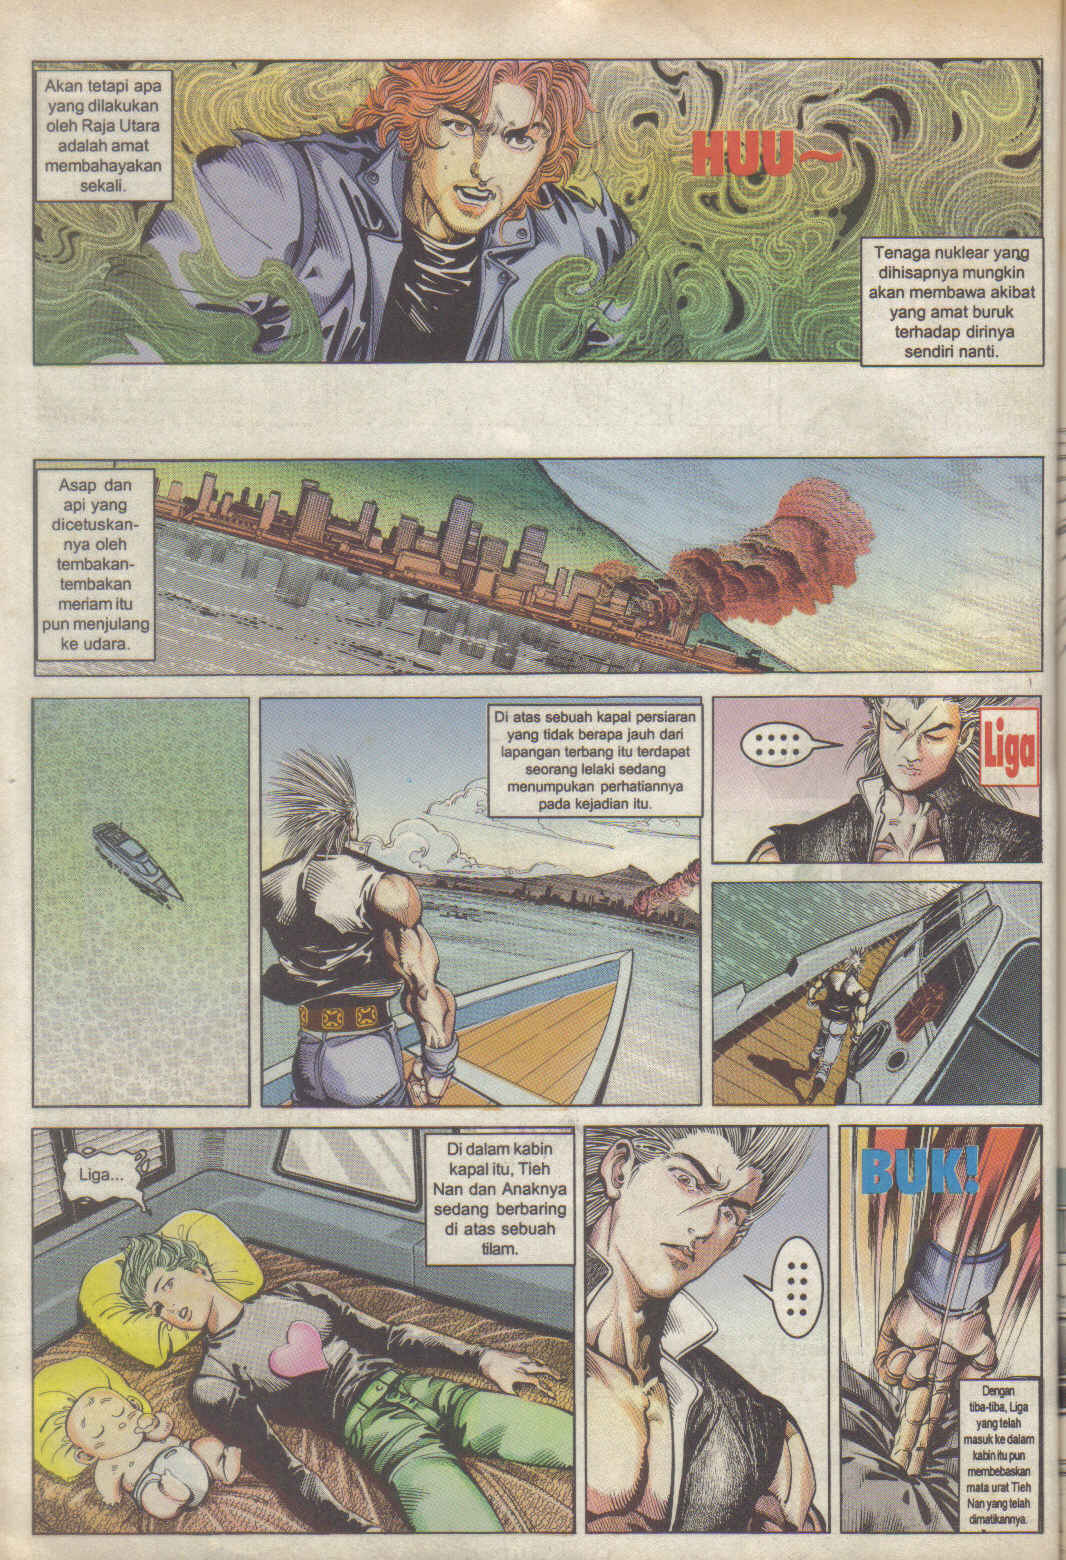 Akan tetapi apa
yang dilakukan
oleh Raja Utara
adalah amat
membahayakan
sekali.
HUU~
Tenaga nuklear yang
dihisapnya mungkin
akan membawa akibat
yang amat buruk
terhadap dirinya
sendiri nanti.
Asap dan
api yang
dicetuskan-
nya oleh
tembakan-
tembakan
meriam itu
pun menjulang
ke udara.
Di atas sebuah kapal persiaran
yang tidak berapa jauh dari
lapangan terbang itu terdapat
seorang lelaki sedang
menumpukan perhatiannya
pada kejadian itu.
Liga
Liga...
Di dalam kabin
kapal itu, Tieh
Nan dan Anaknya
sedang berbaring
di atas sebuah
tilam.
BUK!
Dengan
tiba-tiba, Liga
yang telah
masuk ke dalam
kabin itu pun
membebaskan
mata urat Tieh
Nan yang telah
dimatikannya.